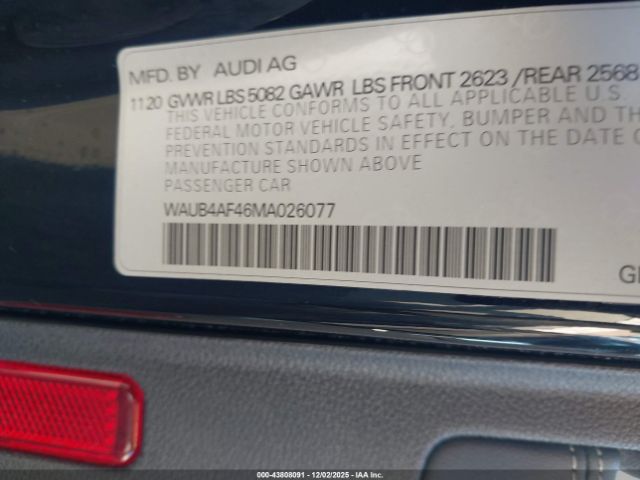 MFD. BY AUDI AG
1120 GVWR LBS 5082 GAWR LBS FRONT 2623 /REAR 2568
THIS VEHICLE CONFORMS TO ALL APPLICABLE U.S
FEDERAL MOTOR VEHICLE SAFETY, BUMPER AND TH
PREVENTION STANDARDS IN EFFECT ON THE DATE O
MANUFACTURE SHOWN ABOVE
PASSENGER CAR
WAUB4AF46MA026077
000-43808091 - 12/02/2025 - IAAI.com